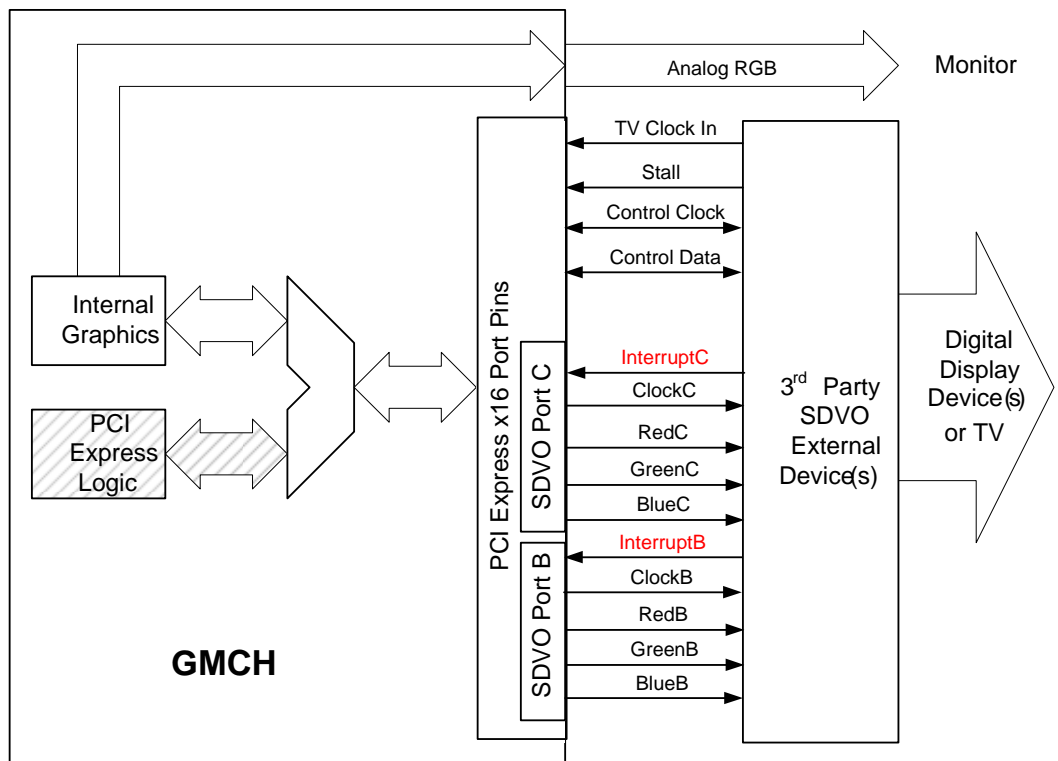 Analog RGB
Monitor
TV Clock In
Stall
Control Clock
Control Data
Internal
Graphics
PCI
Express
Logic
GMCH
PCI Express x16 Port Pins
SDVO Port C
SDVO Port B
InterruptC
ClockC
RedC
GreenC
BlueC
InterruptB
ClockB
RedB
GreenB
BlueB
3rd Party
SDVO
External
Device(s)
Digital
Display
Device(s)
or TV